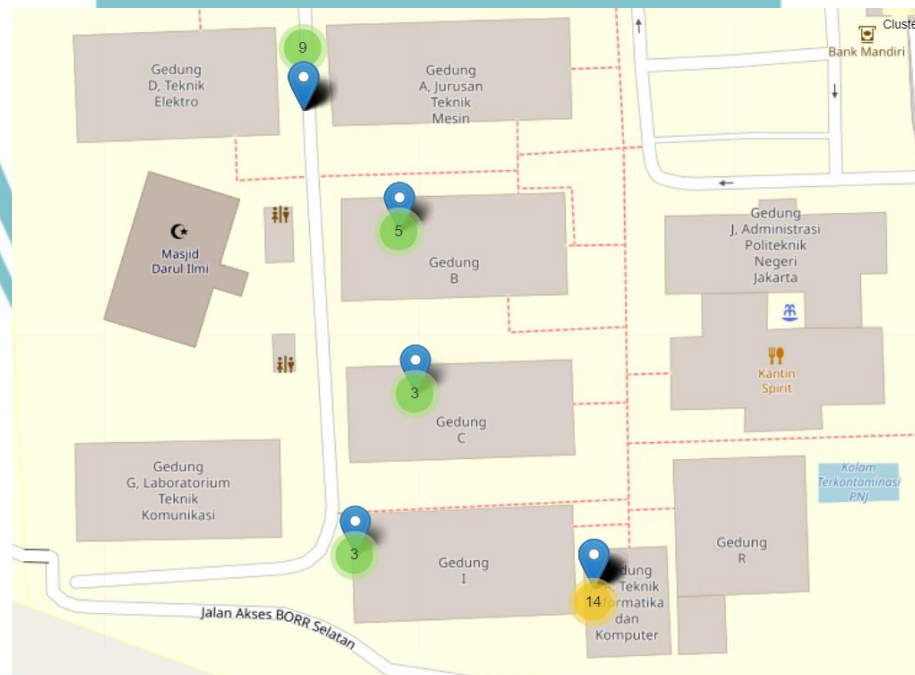 Cluste
Bank Mandiri
9
Gedung
D, Teknik
Elektro
Gedung
A, Jurusan
Teknik
Mesin
Masjid
Darul Ilmi
5
Gedung
B
Gedung
J, Administrasi
Politeknik
Negeri
Jakarta
Kantin
Spirit
3
Gedung
C
Gedung
G, Laboratorium
Teknik
Komunikasi
Kolam
Terkontaminasi
PNJ
3
Gedung
I
14
Teknik
dan
Komputer
Gedung
R
Jalan Akses BORR Selatan